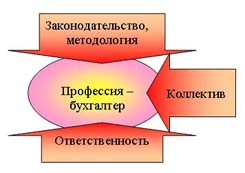 Законодательство,
методология
Профессия –
бухгалтер
Коллектив
Ответственность